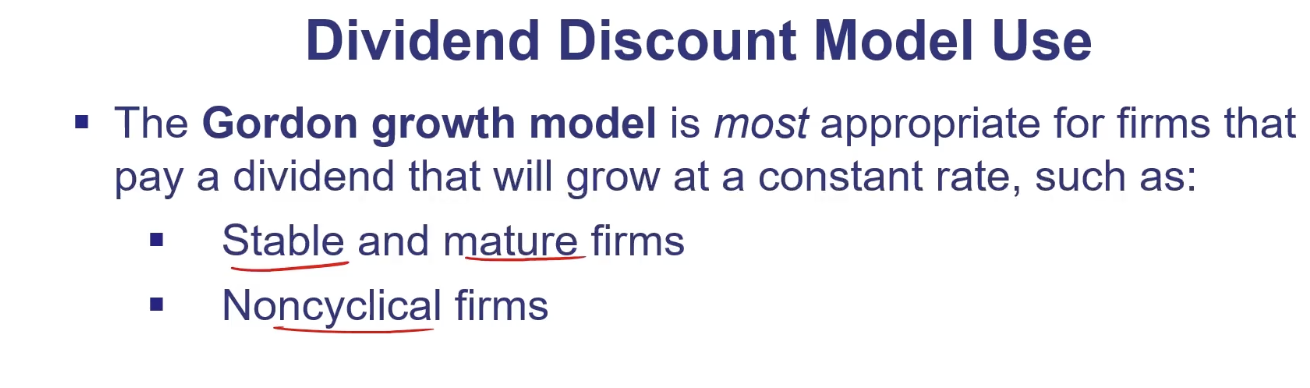 Dividend Discount Model Use
▪ The Gordon growth model is most appropriate for firms that
pay a dividend that will grow at a constant rate, such as:
▪ Stable and mature firms
▪ Noncyclical firms